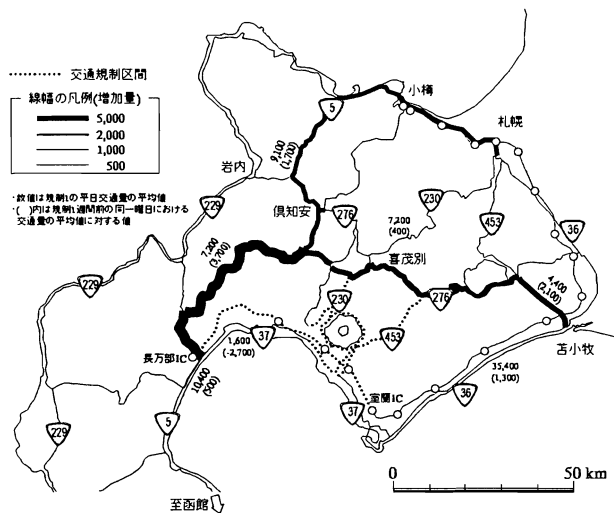 交通規制区間
線幅の凡例(増加量)
5,000
2,000
1,000
500
・数値は規制1の平日交通量の平均値
・( )内は規制1週間前の同一曜日における
交通量の平均値に対する値
小樽
5
札幌
9,100
(1,700)
岩内
229
倶知安
276
230
7,200
(400)
453
36
7,200
(3,700)
喜茂別
229
230
276
4,400
(2,100)
37
453
苫小牧
1,600
(-2,700)
長万部IC
10,400
(500)
室蘭IC
35,400
(1,300)
36
37
229
5
0
50 km
至函館